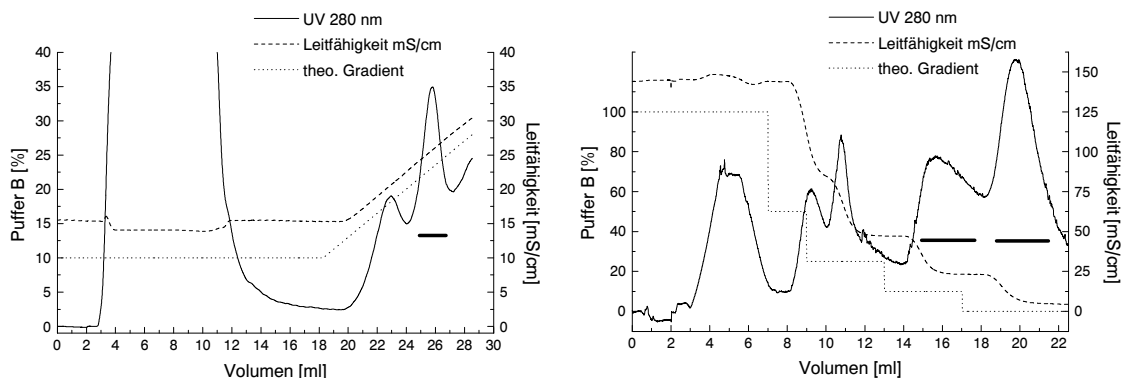 UV 280 nm
Leitfähigkeit mS/cm
theo. Gradient
Puffer B [%]
40
35
30
25
20
15
10
5
0
0 2 4 6 8 10 12 14 16 18 20 22 24 26 28 30
Volumen [ml]
40
35
30
25
20
15
10
5
0
Leitfähigkeit [mS/cm]
UV 280 nm
Leitfähigkeit mS/cm
theo. Gradient
Puffer B [%]
100
80
60
40
20
0
0 2 4 6 8 10 12 14 16 18 20 22
Volumen [ml]
150
125
100
75
50
25
0
Leitfähigkeit [mS/cm]